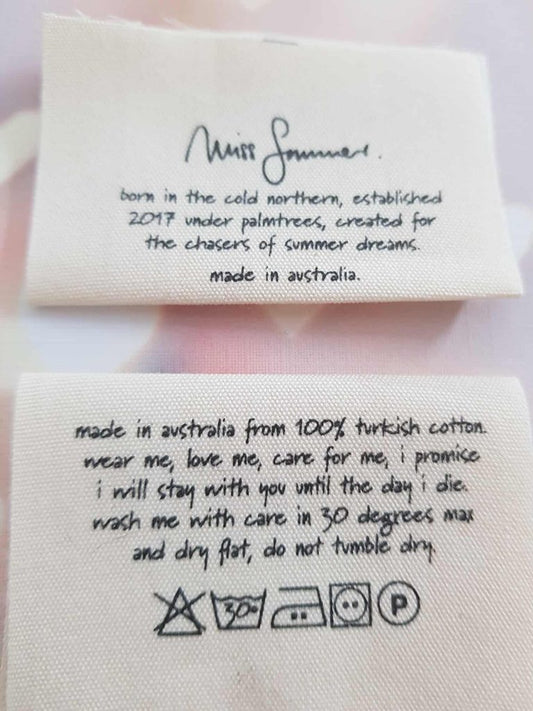 Miss Sommer.
born in the cold northern, established
2017 under palmtrees, created for
the chasers of summer dreams.
made in australia.
made in australia from 100% turkish cotton.
wear me, love me, care for me, i promise
i will stay with you until the day i die.
wash me with care in 30 degrees max
and dry flat, do not tumble dry.
30° P